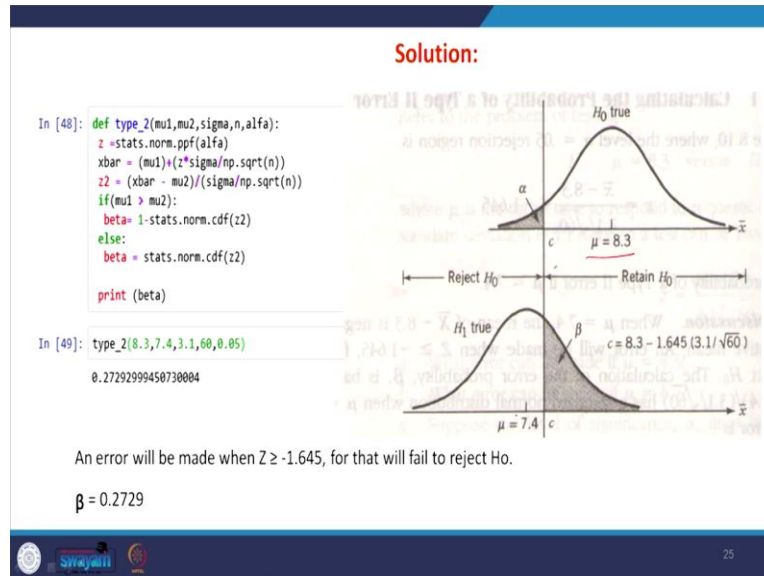 Solution:
In [48]: def type_2(mu1,mu2,sigma,n,alfa):
z =stats.norm.ppf(alfa)
xbar = (mu1)+(z*sigma/np.sqrt(n))
z2 = (xbar - mu2)/(sigma/np.sqrt(n))
if(mu1 > mu2):
beta= 1-stats.norm.cdf(z2)
else:
beta = stats.norm.cdf(z2)
print (beta)
In [49]: type_2(8.3,7.4,3.1,60,0.05)
0.27292999450730004
H₀ true
α
x̄
c
μ = 8.3
Reject H₀
Retain H₀
H₁ true
β
c = 8.3 – 1.645 (3.1/√60)
x̄
μ = 7.4
c
An error will be made when Z ≥ -1.645, for that will fail to reject Ho.
β = 0.2729
swayam
25